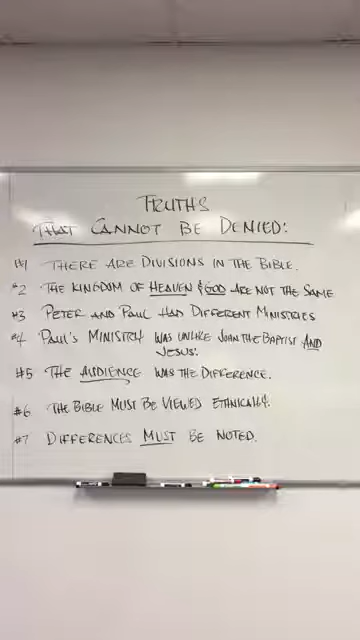 TRUTHS
THAT CANNOT BE DENIED:
#1 THERE ARE DIVISIONS IN THE BIBLE.
#2 THE KINGDOM OF HEAVEN & GOD ARE NOT THE SAME
#3 PETER AND PAUL HAD DIFFERENT MINISTRIES
#4 PAUL'S MINISTRY WAS UNLIKE JOHN THE BAPTIST AND
JESUS'.
#5 THE AUDIENCE WAS THE DIFFERENCE.
#6 THE BIBLE MUST BE VIEWED ETHNICALLY.
#7 DIFFERENCES MUST BE NOTED.